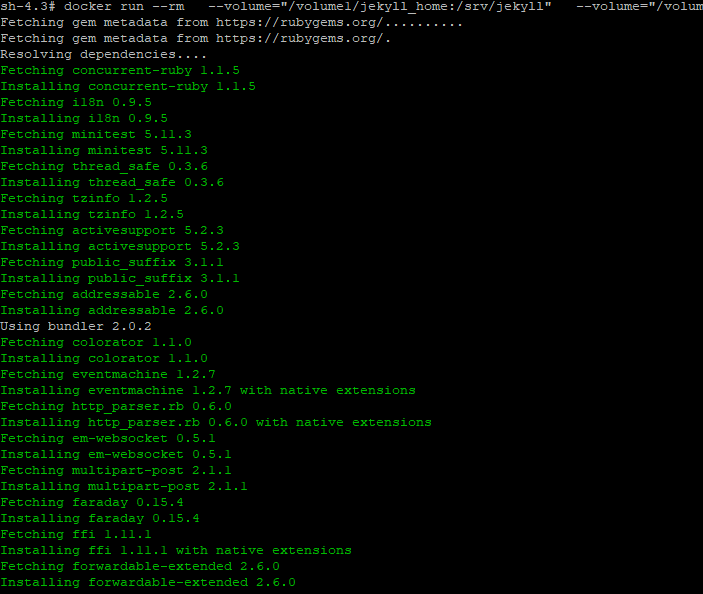 sh-4.3# docker run --rm   --volume="/volume1/jekyll_home:/srv/jekyll"   --volume="/volum
Fetching gem metadata from https://rubygems.org/..........
Fetching gem metadata from https://rubygems.org/.
Resolving dependencies....
Fetching concurrent-ruby 1.1.5
Installing concurrent-ruby 1.1.5
Fetching i18n 0.9.5
Installing i18n 0.9.5
Fetching minitest 5.11.3
Installing minitest 5.11.3
Fetching thread_safe 0.3.6
Installing thread_safe 0.3.6
Fetching tzinfo 1.2.5
Installing tzinfo 1.2.5
Fetching activesupport 5.2.3
Installing activesupport 5.2.3
Fetching public_suffix 3.1.1
Installing public_suffix 3.1.1
Fetching addressable 2.6.0
Installing addressable 2.6.0
Using bundler 2.0.2
Fetching colorator 1.1.0
Installing colorator 1.1.0
Fetching eventmachine 1.2.7
Installing eventmachine 1.2.7 with native extensions
Fetching http_parser.rb 0.6.0
Installing http_parser.rb 0.6.0 with native extensions
Fetching em-websocket 0.5.1
Installing em-websocket 0.5.1
Fetching multipart-post 2.1.1
Installing multipart-post 2.1.1
Fetching faraday 0.15.4
Installing faraday 0.15.4
Fetching ffi 1.11.1
Installing ffi 1.11.1 with native extensions
Fetching forwardable-extended 2.6.0
Installing forwardable-extended 2.6.0